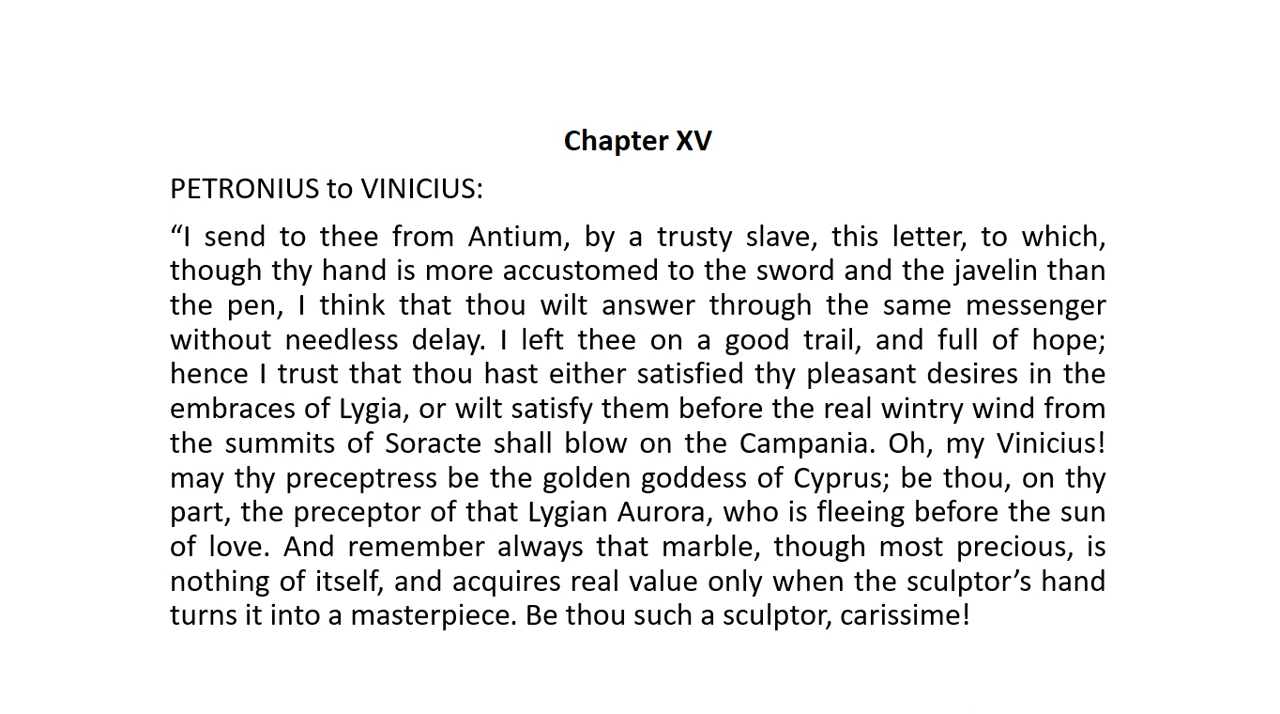 Chapter XV
PETRONIUS to VINICIUS:
“I send to thee from Antium, by a trusty slave, this letter, to which,
though thy hand is more accustomed to the sword and the javelin than
the pen, I think that thou wilt answer through the same messenger
without needless delay. I left thee on a good trail, and full of hope;
hence I trust that thou hast either satisfied thy pleasant desires in the
embraces of Lygia, or wilt satisfy them before the real wintry wind from
the summits of Soracte shall blow on the Campania. Oh, my Vinicius!
may thy preceptress be the golden goddess of Cyprus; be thou, on thy
part, the preceptor of that Lygian Aurora, who is fleeing before the sun
of love. And remember always that marble, though most precious, is
nothing of itself, and acquires real value only when the sculptor’s hand
turns it into a masterpiece. Be thou such a sculptor, carissime!